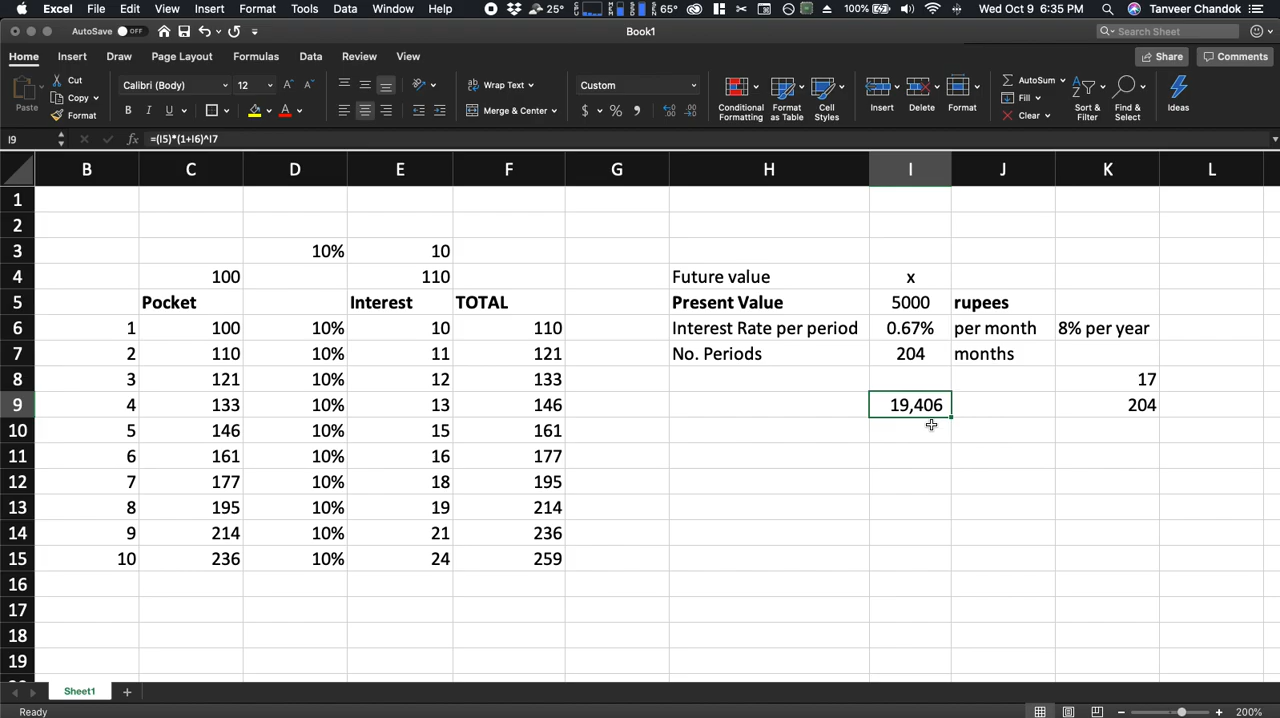 Excel File Edit View Insert Format Tools Data Window Help 25° 65° 100% Wed Oct 9 6:35 PM Tanveer Chandok
AutoSave OFF Book1 Search Sheet
Home Insert Draw Page Layout Formulas Data Review View Share Comments
Paste Cut Copy Format Calibri (Body) 12 A^ Aˇ B I U A Wrap Text Merge & Center Custom $ % , Conditional Formatting Format as Table Cell Styles Insert Delete Format AutoSum Fill Clear Sort & Filter Find & Select Ideas
I9 fx =(I5)*(1+I6)^I7
B C D E F G H I J K L
1
2
3 10% 10
4 100 110 Future value x
5 Pocket Interest TOTAL Present Value 5000 rupees
6 1 100 10% 10 110 Interest Rate per period 0.67% per month 8% per year
7 2 110 10% 11 121 No. Periods 204 months
8 3 121 10% 12 133 17
9 4 133 10% 13 146 19,406 204
10 5 146 10% 15 161
11 6 161 10% 16 177
12 7 177 10% 18 195
13 8 195 10% 19 214
14 9 214 10% 21 236
15 10 236 10% 24 259
16
17
18
19
Sheet1 +
Ready 200%